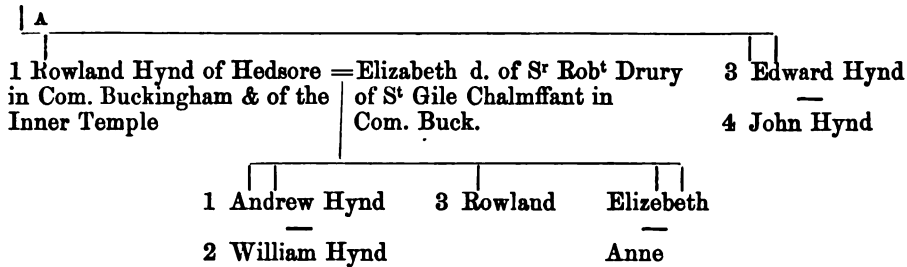 A
1 Rowland Hynd of Hedsore = Elizabeth d. of Sʳ Robᵗ Drury 3 Edward Hynd
in Com. Buckingham & of the of Sᵗ Gile Chalmffant in
Inner Temple Com. Buck. 4 John Hynd
1 Andrew Hynd 3 Rowland Elizebeth
2 William Hynd Anne